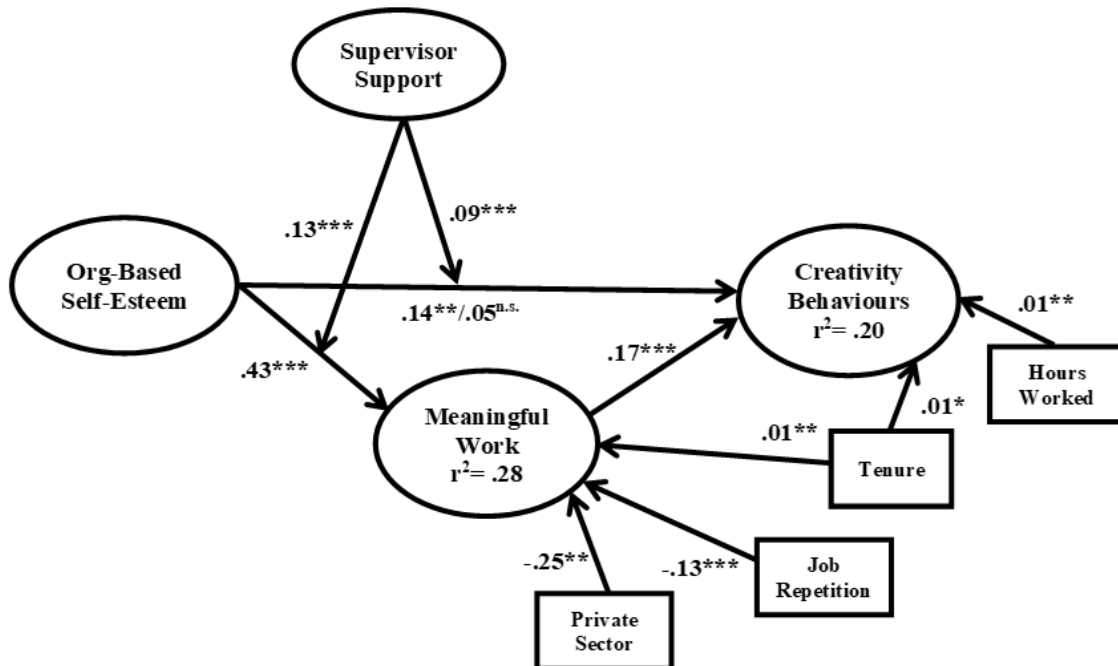 Supervisor
Support
.13***
.09***
Org-Based
Self-Esteem
.14**/.05n.s.
.43***
Creativity
Behaviours
r²= .20
.01**
Hours
Worked
.17***
.01*
Meaningful
Work
r²= .28
.01**
Tenure
-.25**
-.13***
Job
Repetition
Private
Sector